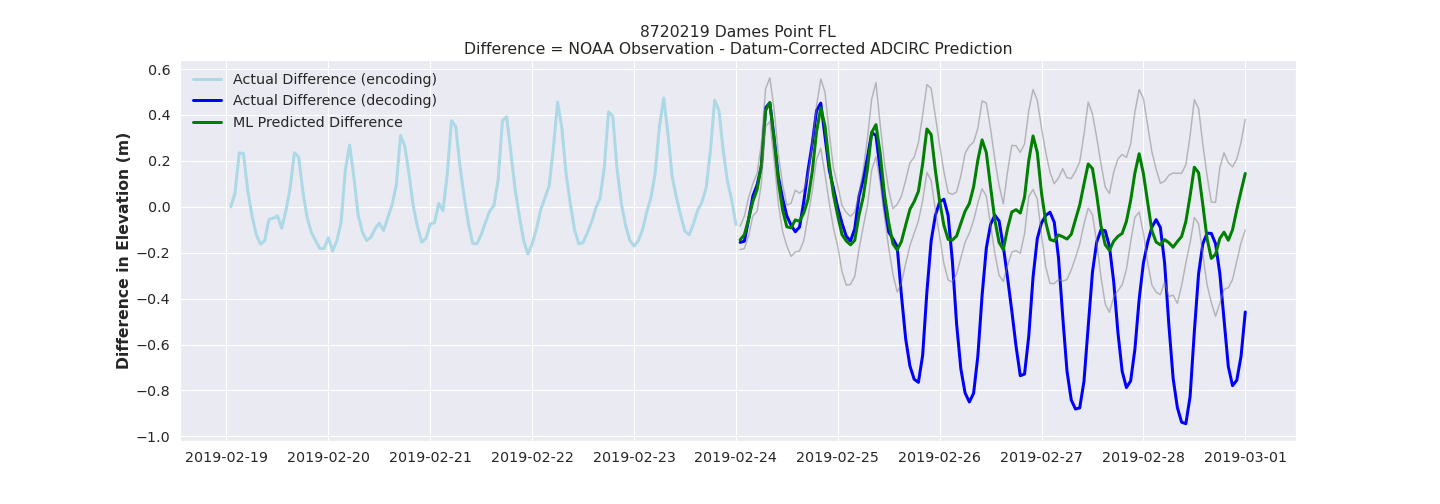 8720219 Dames Point FL
Difference = NOAA Observation - Datum-Corrected ADCIRC Prediction
Difference in Elevation (m)
0.6
0.4
0.2
0.0
−0.2
−0.4
−0.6
−0.8
−1.0
Actual Difference (encoding)
Actual Difference (decoding)
ML Predicted Difference
2019-02-19 2019-02-20 2019-02-21 2019-02-22 2019-02-23 2019-02-24 2019-02-25 2019-02-26 2019-02-27 2019-02-28 2019-03-01